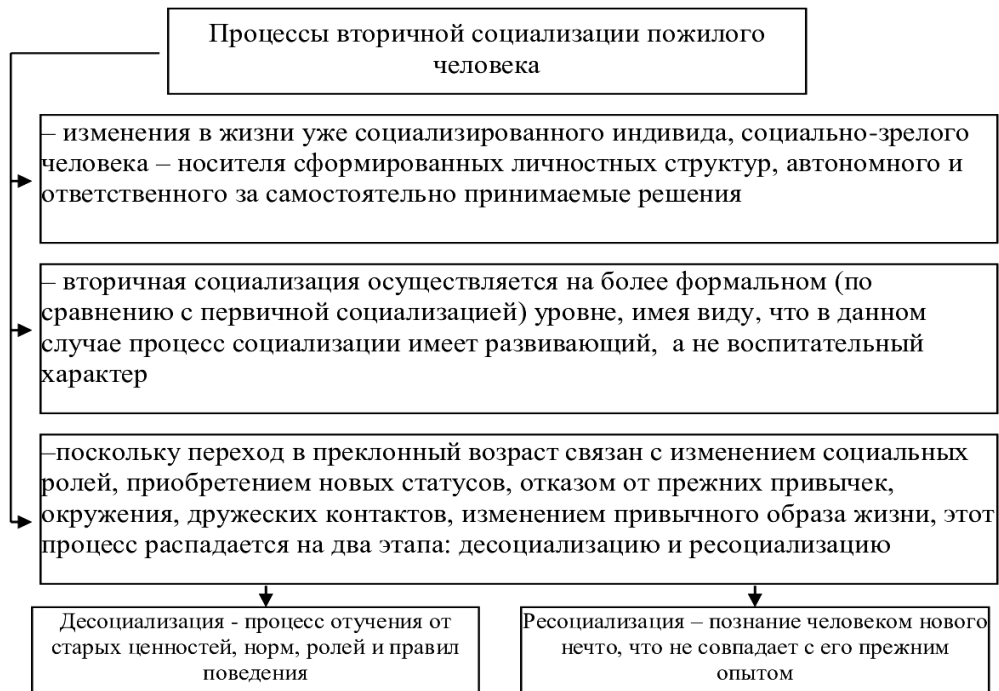 Процессы вторичной социализации пожилого
человека
– изменения в жизни уже социализированного индивида, социально-зрелого
человека – носителя сформированных личностных структур, автономного и
ответственного за самостоятельно принимаемые решения
– вторичная социализация осуществляется на более формальном (по
сравнению с первичной социализацией) уровне, имея виду, что в данном
случае процесс социализации имеет развивающий, а не воспитательный
характер
–поскольку переход в преклонный возраст связан с изменением социальных
ролей, приобретением новых статусов, отказом от прежних привычек,
окружения, дружеских контактов, изменением привычного образа жизни, этот
процесс распадается на два этапа: десоциализацию и ресоциализацию
Десоциализация - процесс отучения от
старых ценностей, норм, ролей и правил
поведения
Ресоциализация – познание человеком нового
нечто, что не совпадает с его прежним
опытом